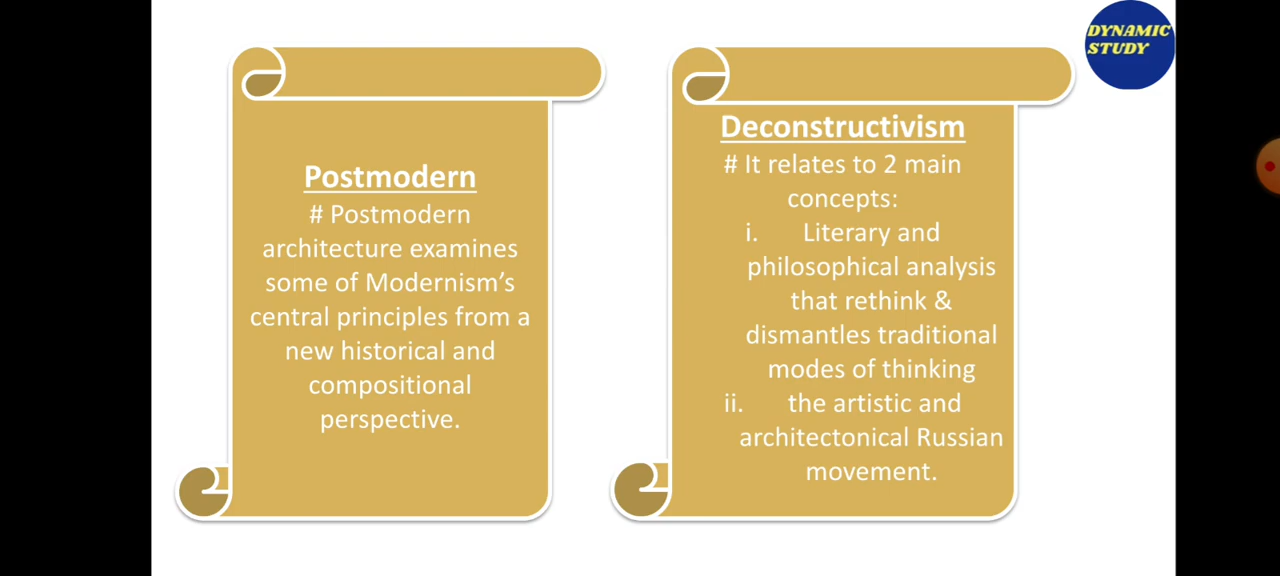 DYNAMIC
STUDY
Postmodern
# Postmodern
architecture examines
some of Modernism’s
central principles from a
new historical and
compositional
perspective.
Deconstructivism
# It relates to 2 main
concepts:
i. Literary and
philosophical analysis
that rethink &
dismantles traditional
modes of thinking
ii. the artistic and
architectonical Russian
movement.